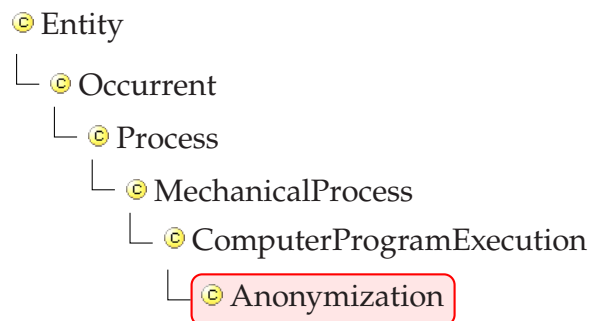 Entity
Occurrent
Process
MechanicalProcess
ComputerProgramExecution
Anonymization